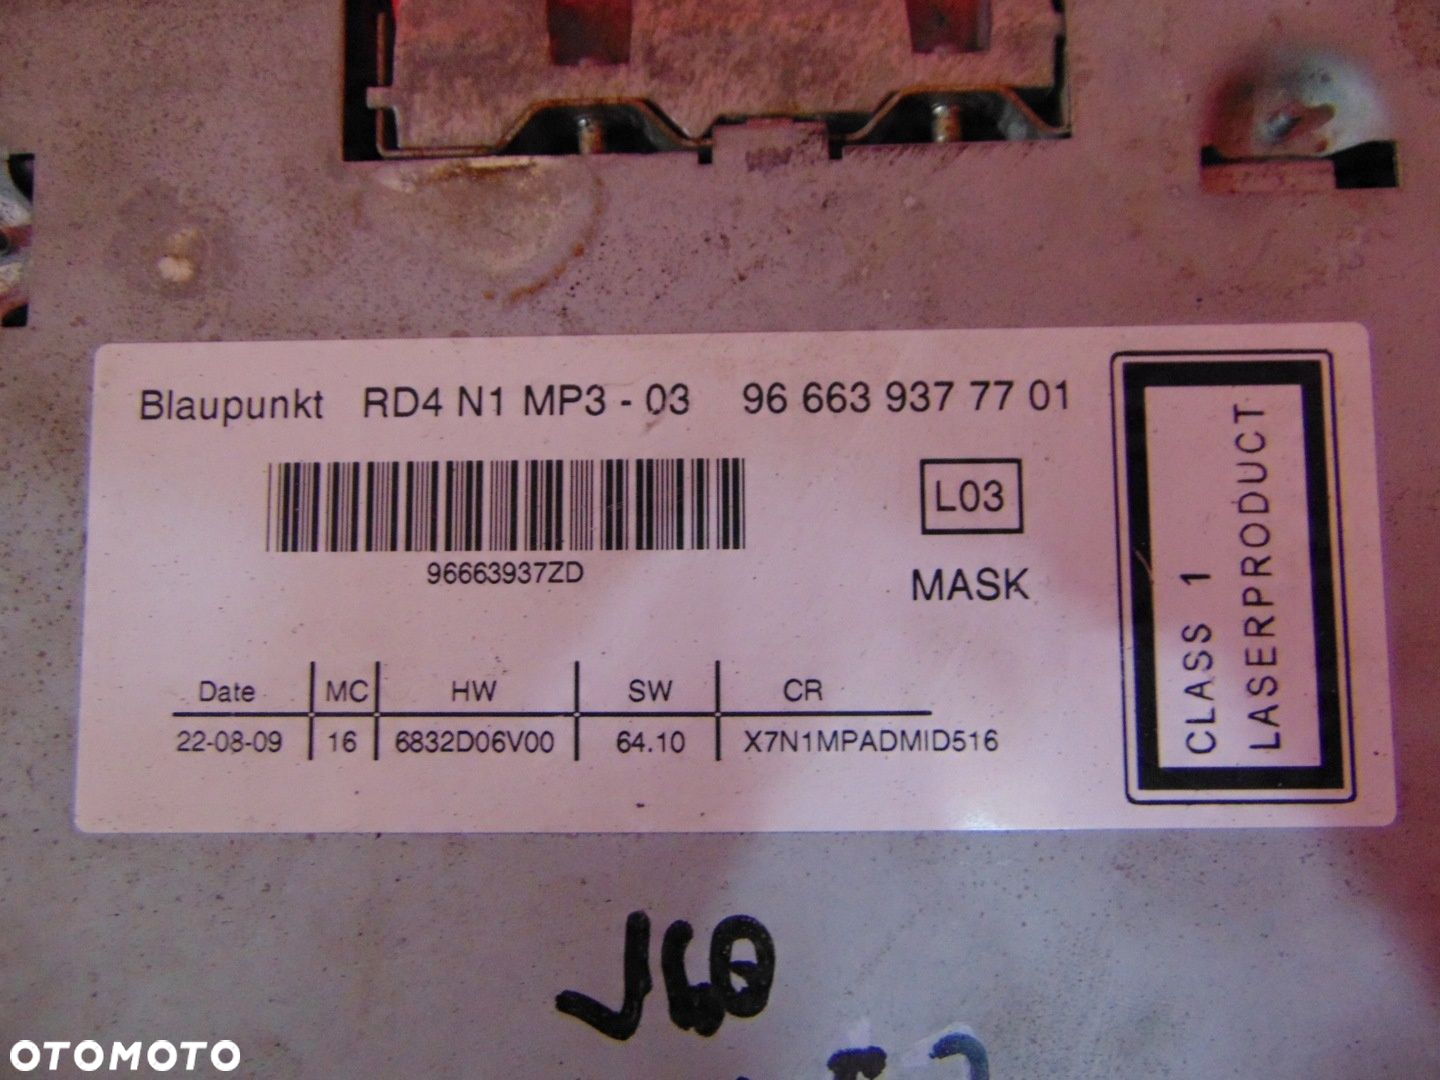 Blaupunkt RD4 N1 MP3 - 03 96 663 937 77 01
L03
96663937ZD
MASK
Date MC HW SW CR
22-08-09 16 6832D06V00 64.10 X7N1MPADMID516
CLASS 1
LASERPRODUCT
OTOMOTO